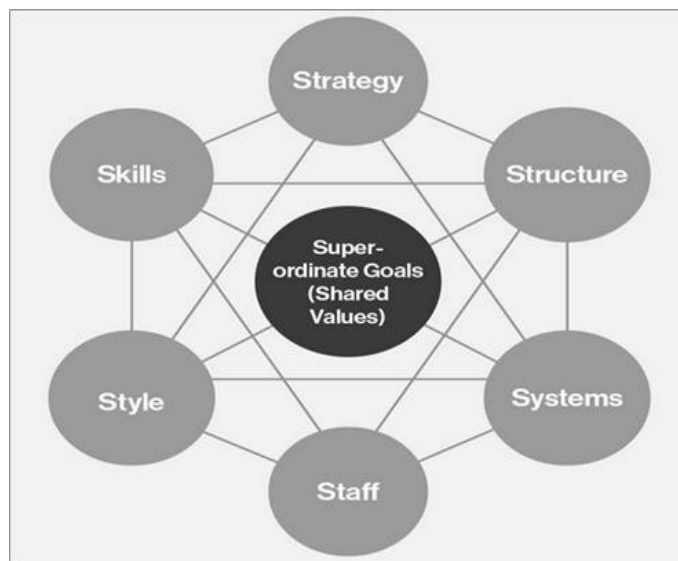 Strategy
Skills
Structure
Super-
ordinate Goals
(Shared
Values)
Style
Systems
Staff